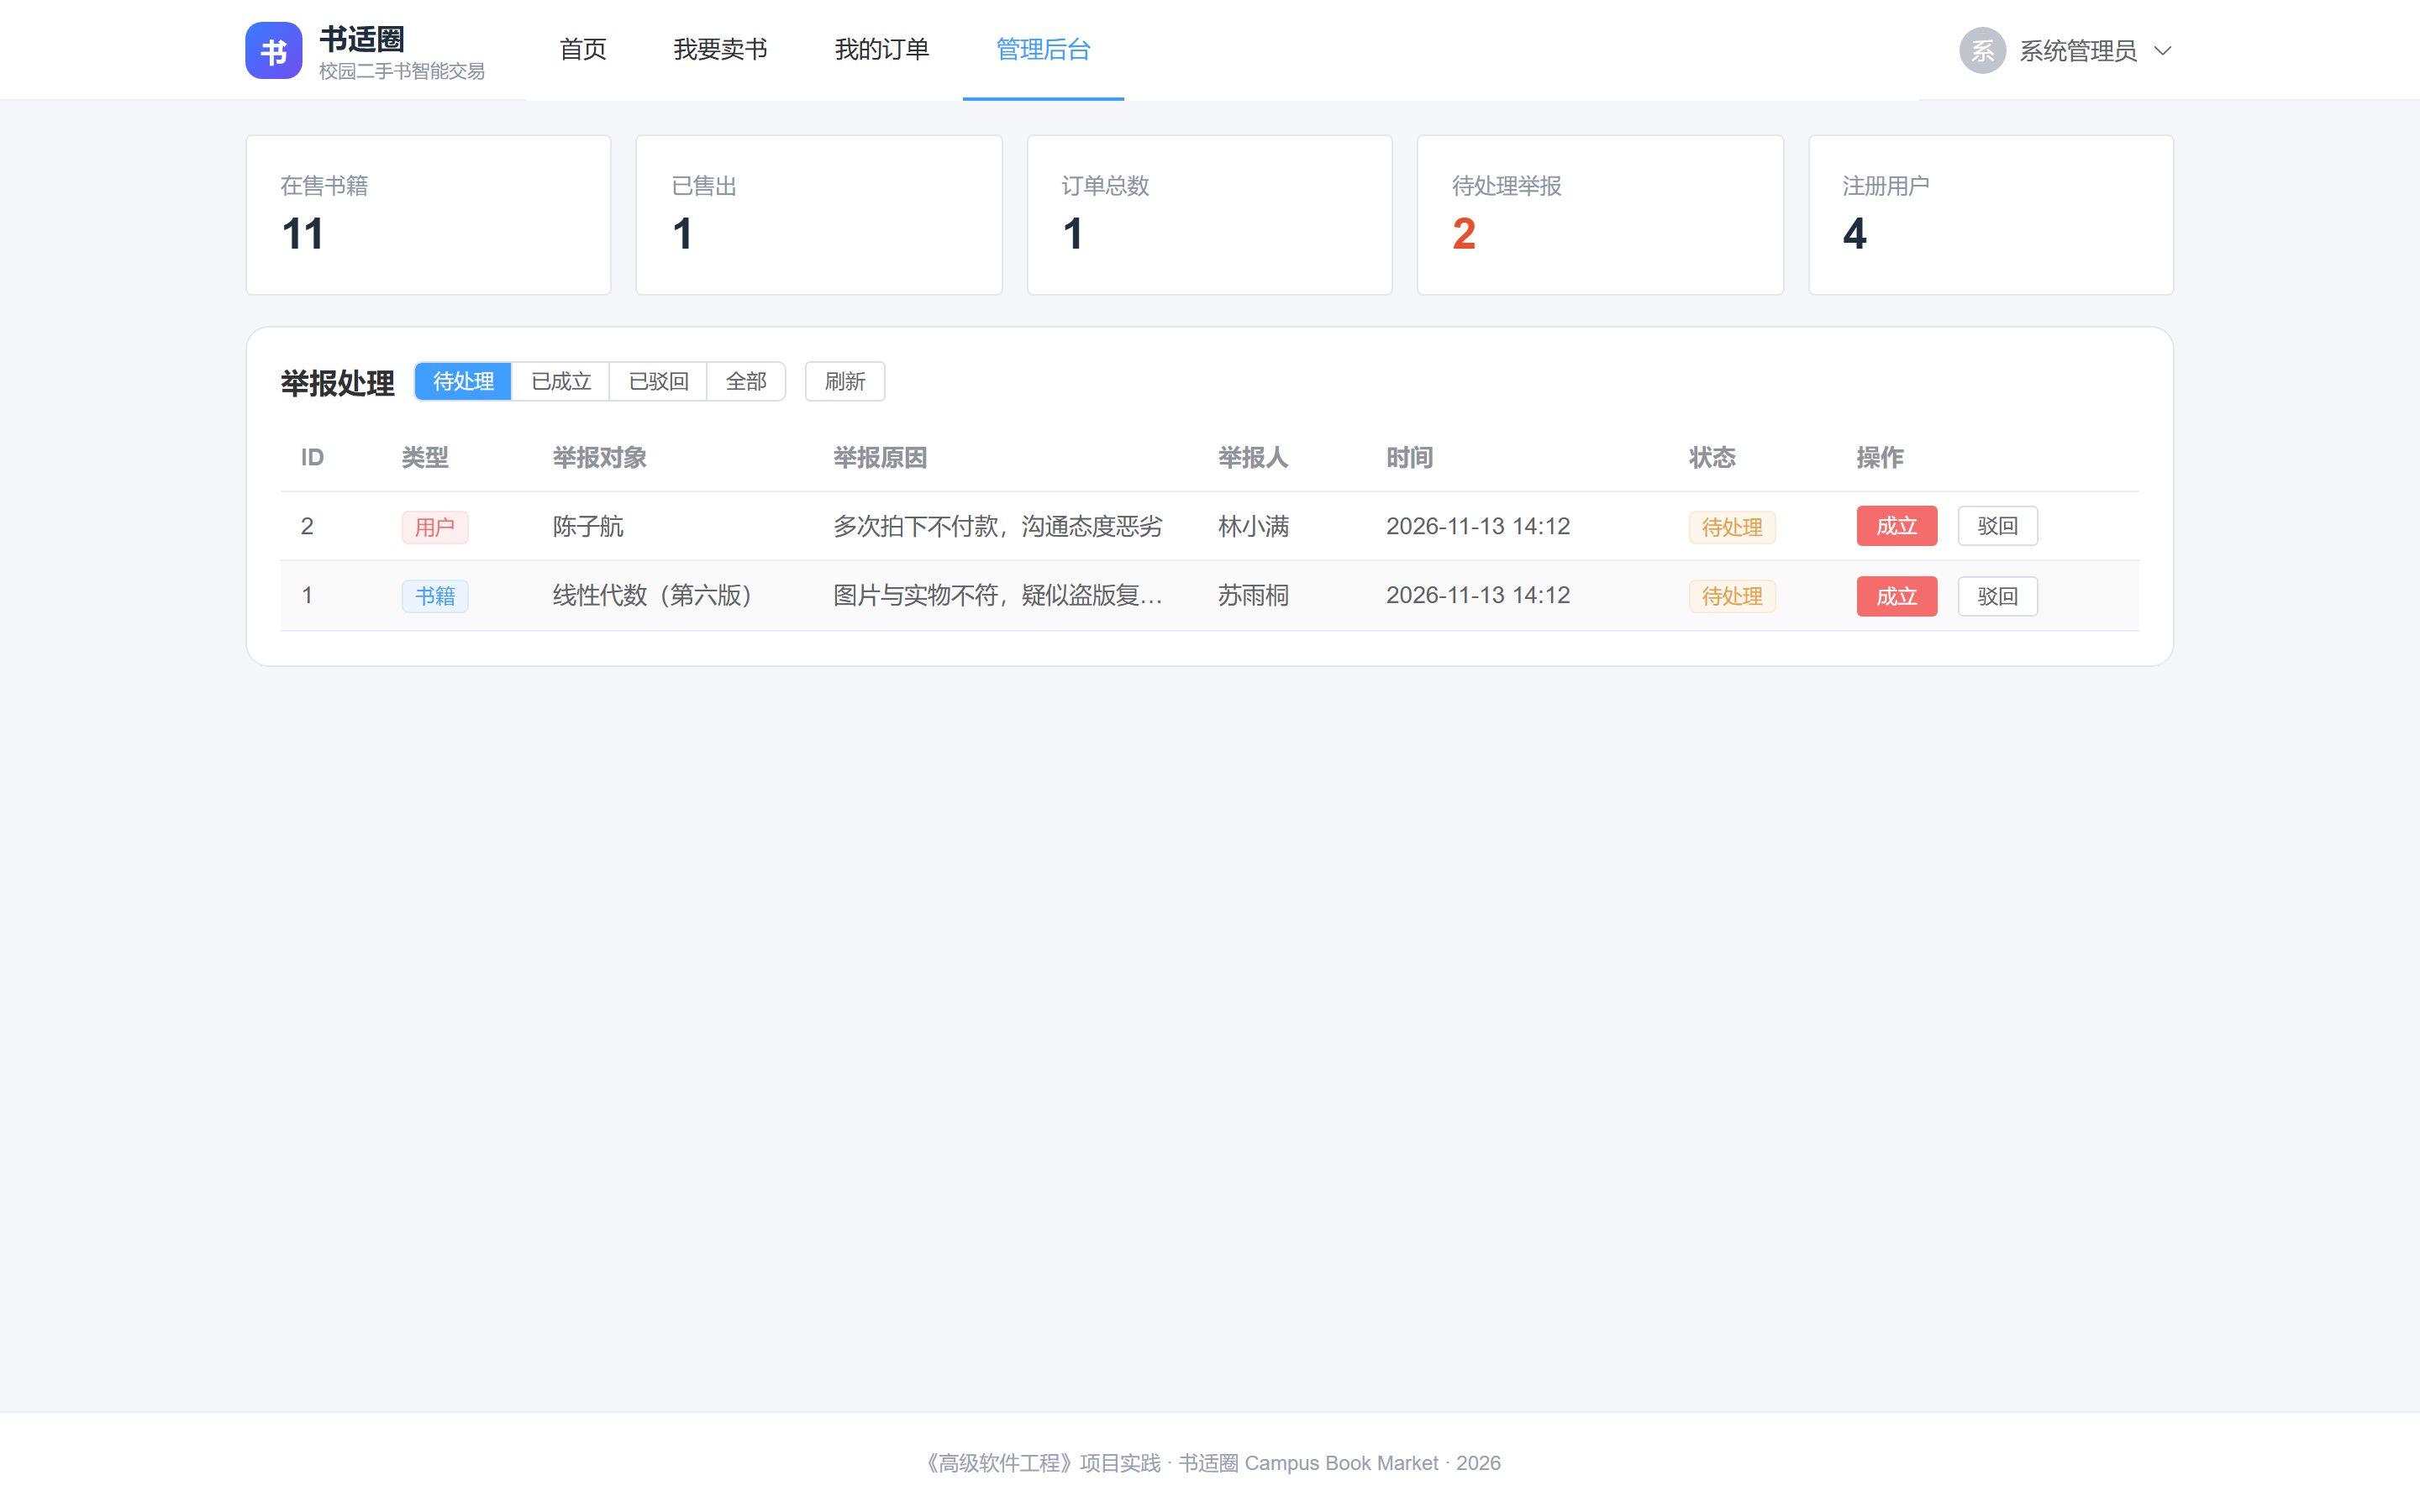 书
书适圈
校园二手书智能交易
首页 我要卖书 我的订单 管理后台
系 系统管理员
在售书籍 已售出 订单总数 待处理举报 注册用户
11 1 1 2 4
举报处理 待处理 已成立 已驳回 全部 刷新
ID 类型 举报对象 举报原因 举报人 时间 状态 操作
2 用户 陈子航 多次拍下不付款，沟通态度恶劣 林小满 2026-11-13 14:12 待处理 成立 驳回
1 书籍 线性代数（第六版） 图片与实物不符，疑似盗版复… 苏雨桐 2026-11-13 14:12 待处理 成立 驳回
《高级软件工程》项目实践 · 书适圈 Campus Book Market · 2026